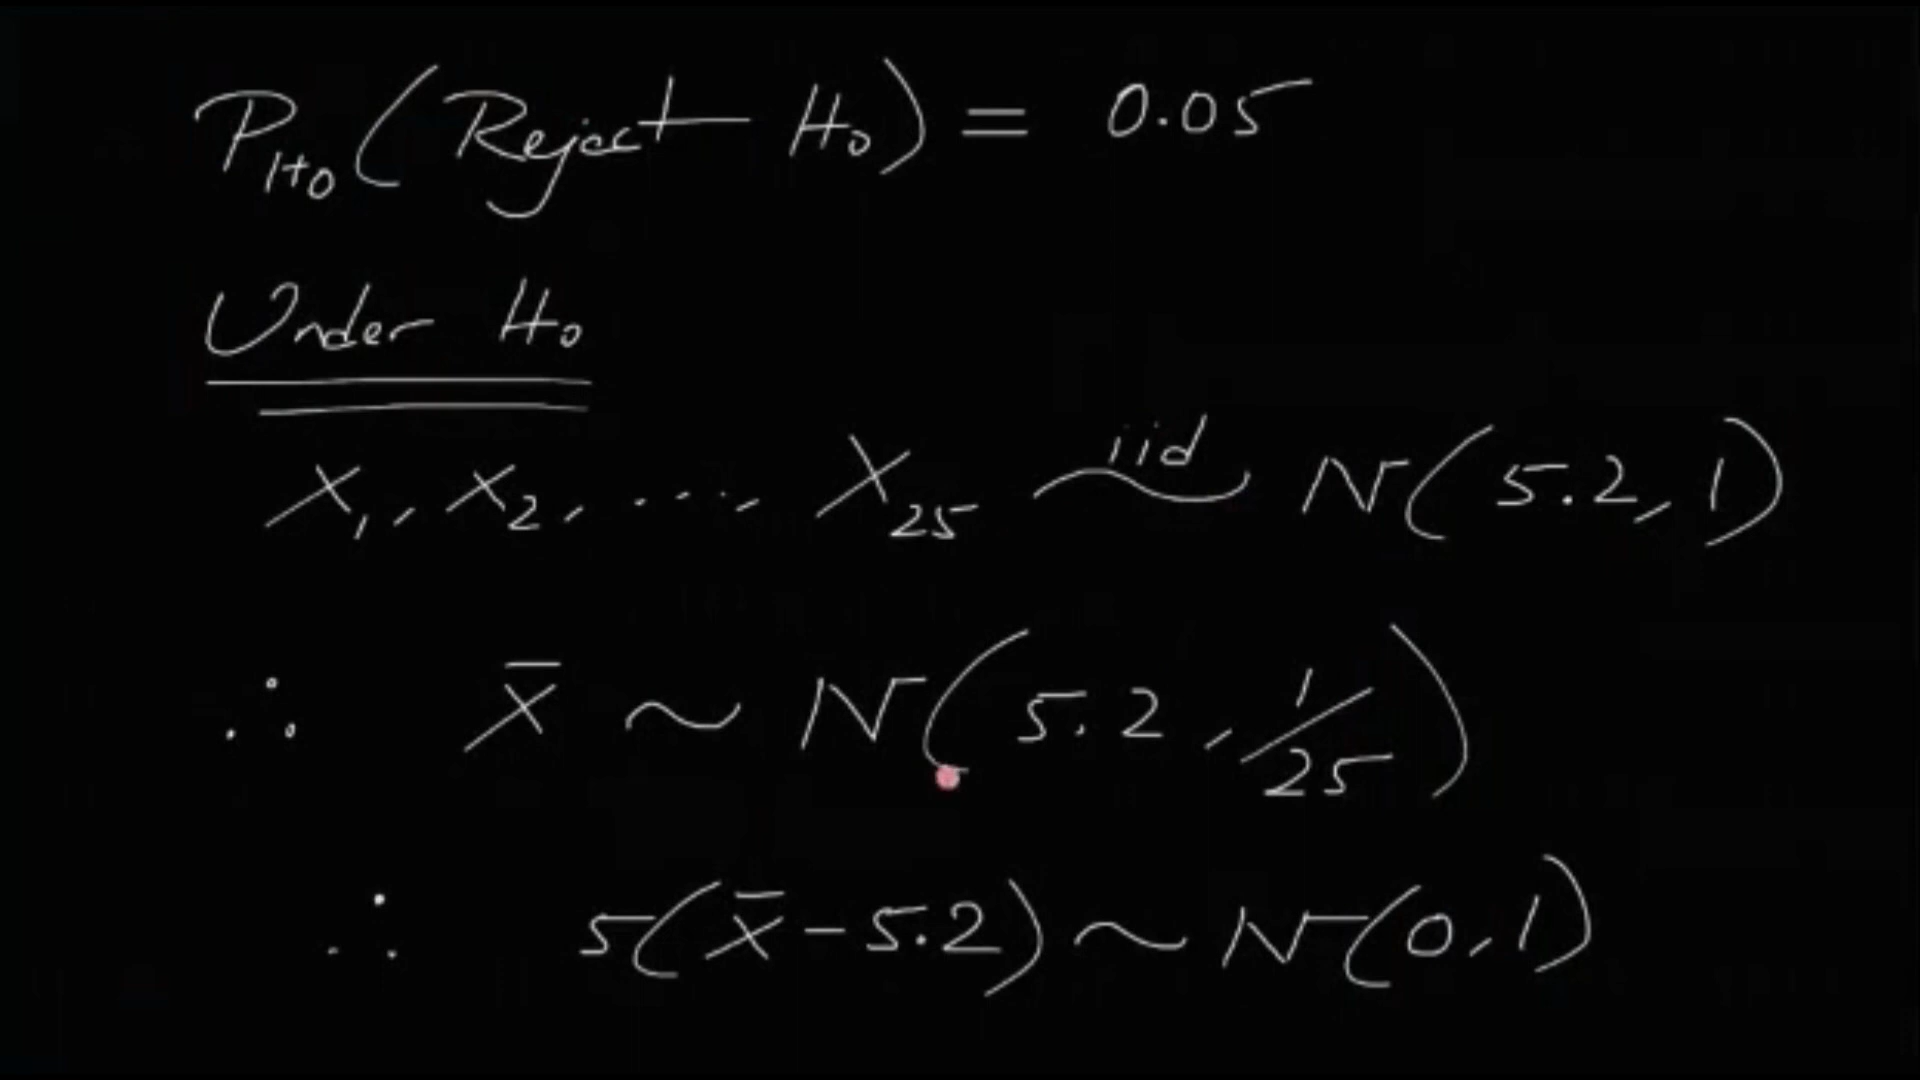 P_H0 (Reject H0) = 0.05
Under H0
X1, X2, ..., X25 ~ iid N(5.2, 1)
∴ X̄ ~ N(5.2, 1/25)
∴ 5(X̄ - 5.2) ~ N(0, 1)